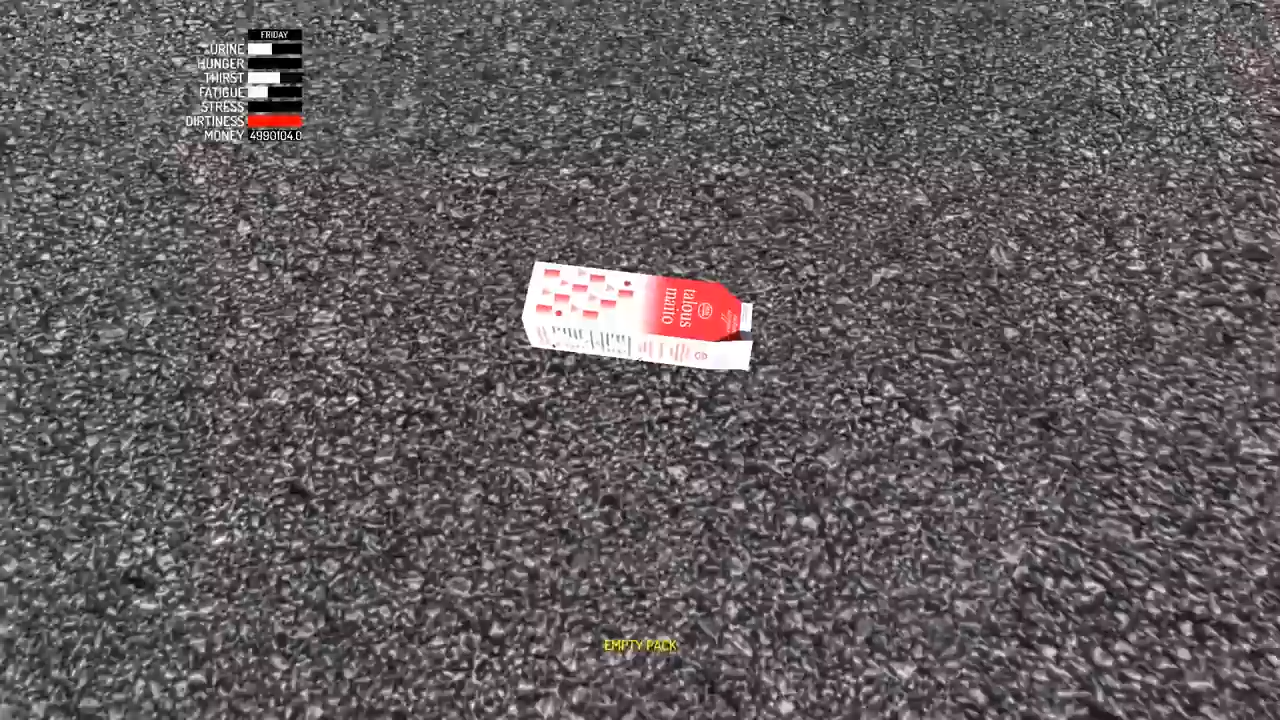 FRIDAY
URINE
HUNGER
THIRST
FATIGUE
STRESS
DIRTINESS
MONEY 4990104.0
talous
maito
EMPTY PACK